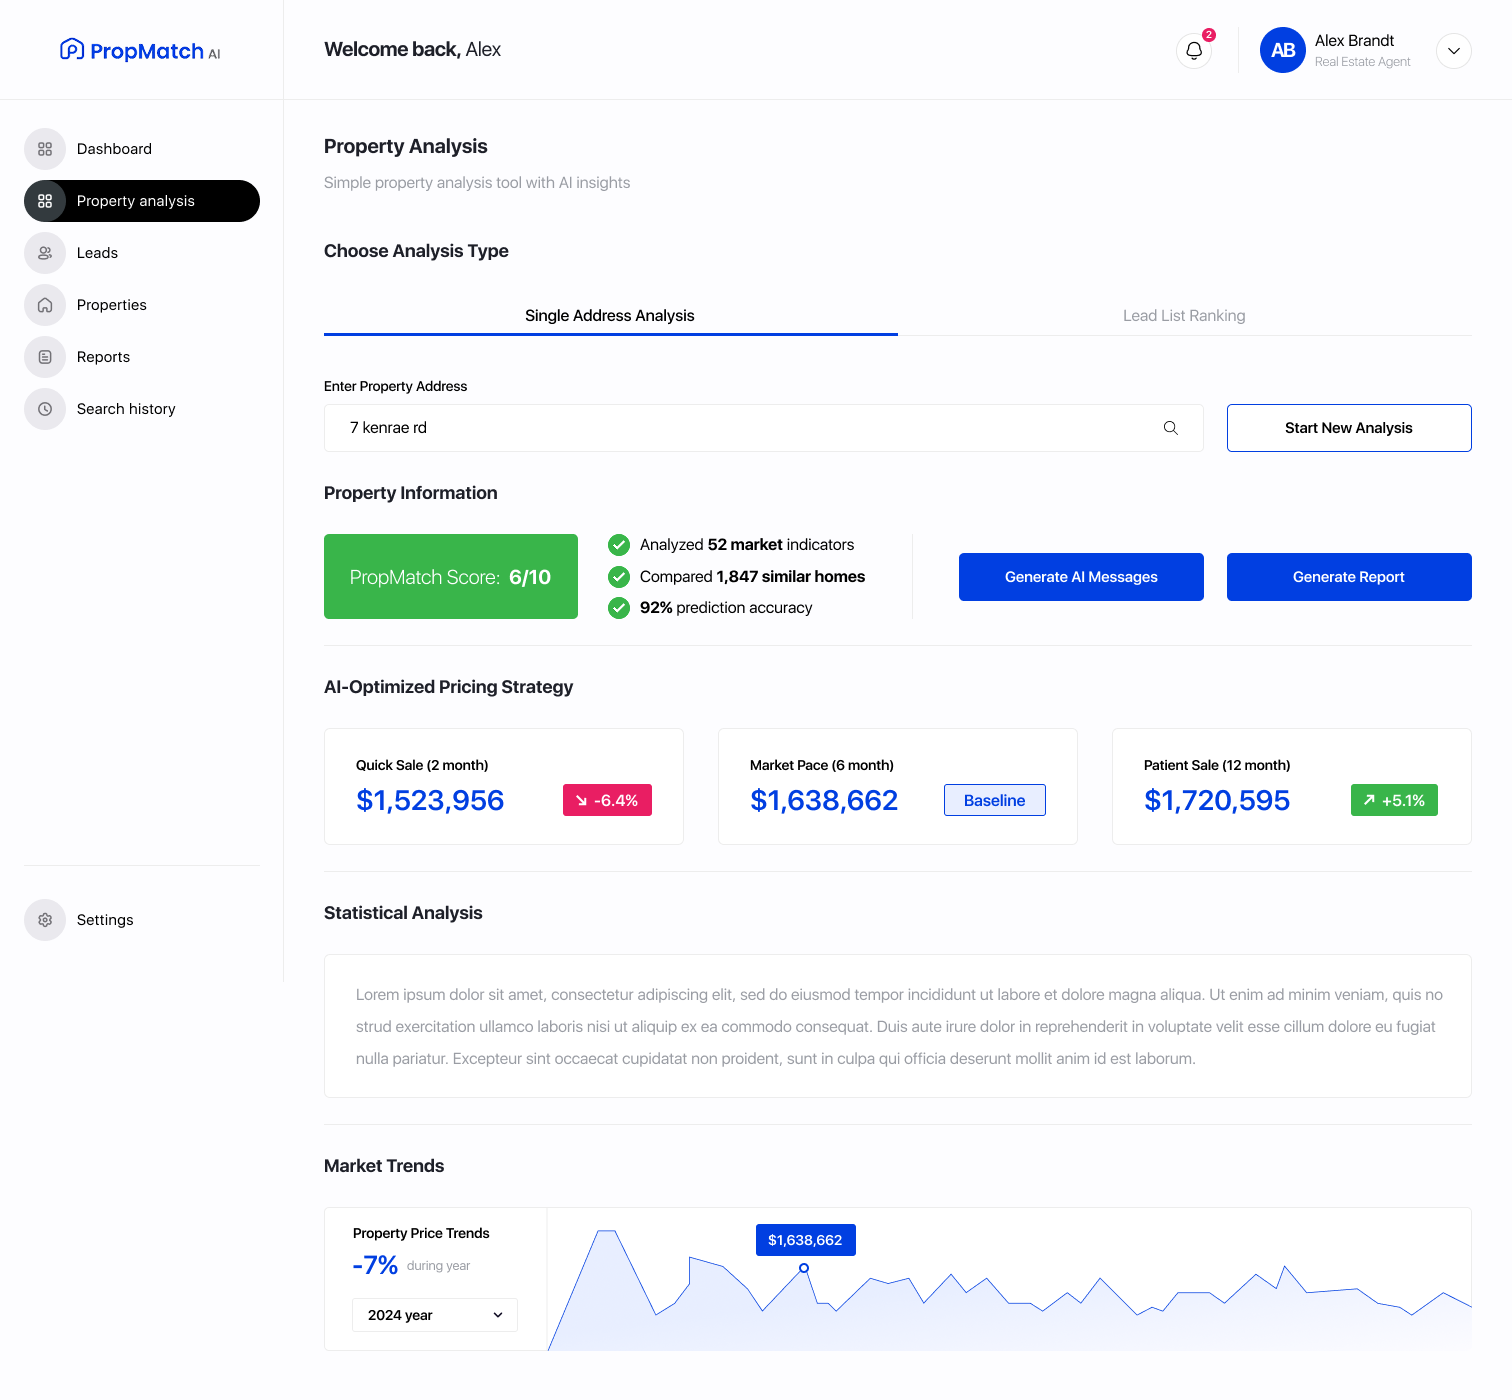 PropMatch AI
Welcome back, Alex
2
AB
Alex Brandt
Real Estate Agent
Dashboard
Property analysis
Leads
Properties
Reports
Search history
Settings
Property Analysis
Simple property analysis tool with AI insights
Choose Analysis Type
Single Address Analysis
Lead List Ranking
Enter Property Address
7 kenrae rd
Start New Analysis
Property Information
PropMatch Score: 6/10
Analyzed 52 market indicators
Compared 1,847 similar homes
92% prediction accuracy
Generate AI Messages
Generate Report
AI-Optimized Pricing Strategy
Quick Sale (2 month)
$1,523,956
-6.4%
Market Pace (6 month)
$1,638,662
Baseline
Patient Sale (12 month)
$1,720,595
+5.1%
Statistical Analysis
Lorem ipsum dolor sit amet, consectetur adipiscing elit, sed do eiusmod tempor incididunt ut labore et dolore magna aliqua. Ut enim ad minim veniam, quis no
strud exercitation ullamco laboris nisi ut aliquip ex ea commodo consequat. Duis aute irure dolor in reprehenderit in voluptate velit esse cillum dolore eu fugiat
nulla pariatur. Excepteur sint occaecat cupidatat non proident, sunt in culpa qui officia deserunt mollit anim id est laborum.
Market Trends
Property Price Trends
-7% during year
2024 year
$1,638,662